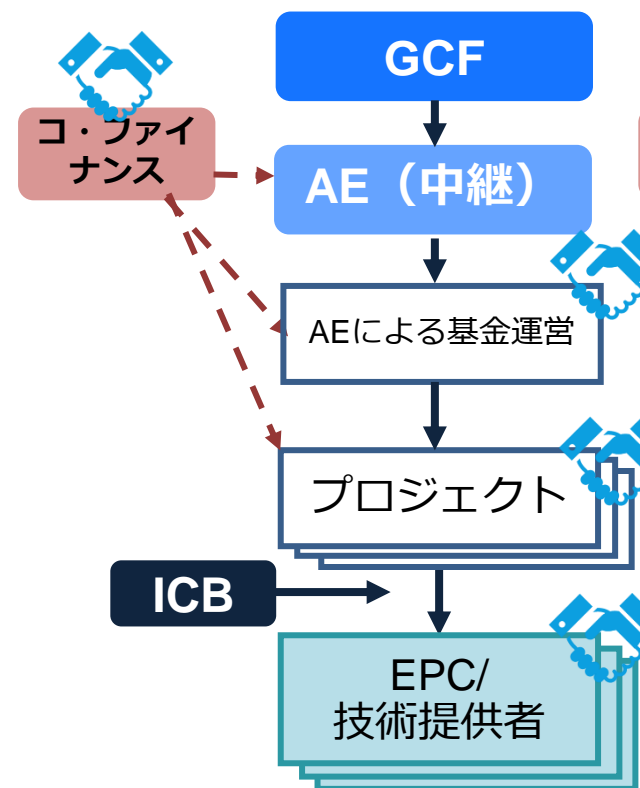 GCF
コ・ファイ
ナンス
AE（中継）
AEによる基金運営
プロジェクト
ICB
EPC/
技術提供者